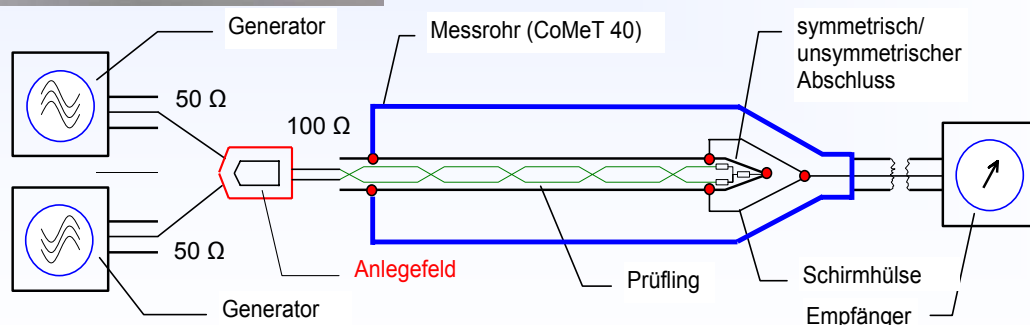 Generator
Messrohr (CoMeT 40)
symmetrisch/
unsymmetrischer
Abschluss
50 Ω
100 Ω
50 Ω
Anlegefeld
Prüfling
Schirmhülse
Generator
Empfänger